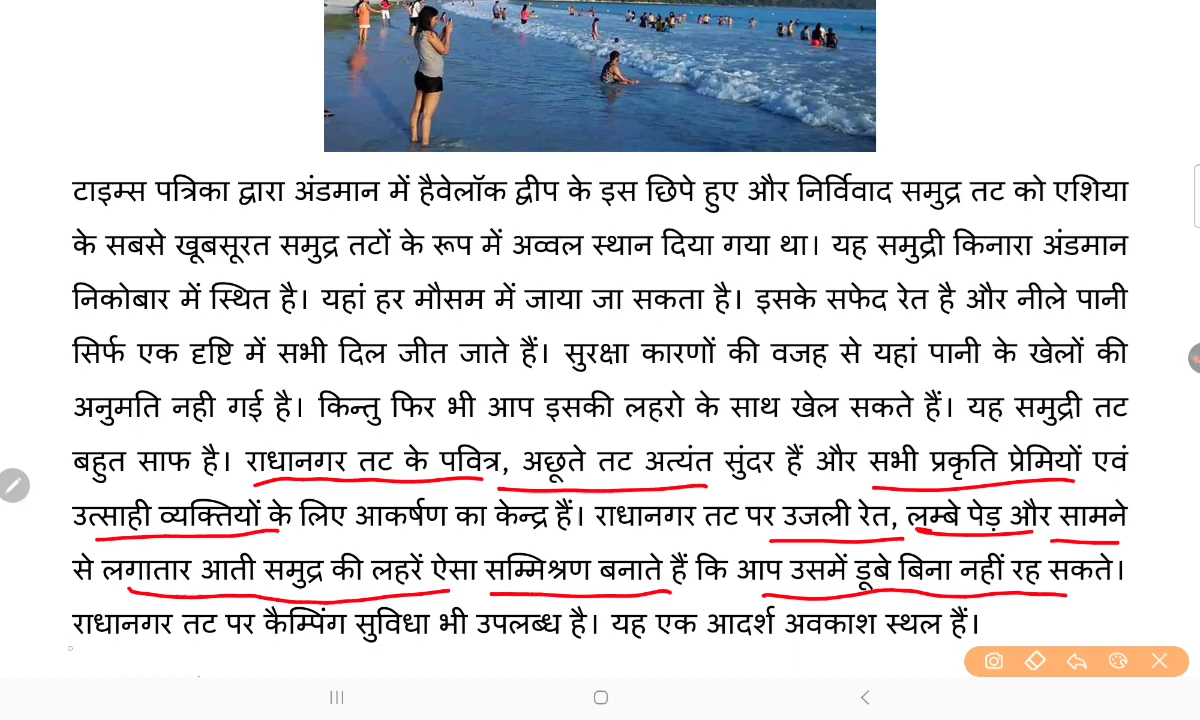 टाइम्स पत्रिका द्वारा अंडमान में हैवेलॉक द्वीप के इस छिपे हुए और निर्विवाद समुद्र तट को एशिया
के सबसे खूबसूरत समुद्र तटों के रूप में अव्वल स्थान दिया गया था। यह समुद्री किनारा अंडमान
निकोबार में स्थित है। यहां हर मौसम में जाया जा सकता है। इसके सफेद रेत है और नीले पानी
सिर्फ एक दृष्टि में सभी दिल जीत जाते हैं। सुरक्षा कारणों की वजह से यहां पानी के खेलों की
अनुमति नही गई है। किन्तु फिर भी आप इसकी लहरो के साथ खेल सकते हैं। यह समुद्री तट
बहुत साफ है। राधानगर तट के पवित्र, अछूते तट अत्यंत सुंदर हैं और सभी प्रकृति प्रेमियों एवं
उत्साही व्यक्तियों के लिए आकर्षण का केन्द्र हैं। राधानगर तट पर उजली रेत, लम्बे पेड़ और सामने
से लगातार आती समुद्र की लहरें ऐसा सम्मिश्रण बनाते हैं कि आप उसमें डूबे बिना नहीं रह सकते।
राधानगर तट पर कैम्पिंग सुविधा भी उपलब्ध है। यह एक आदर्श अवकाश स्थल हैं।